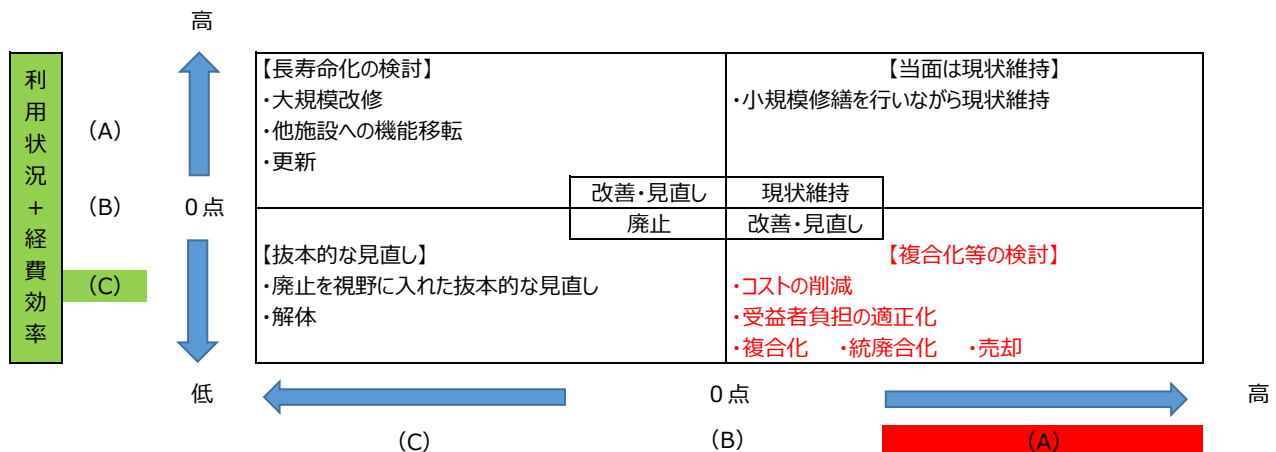 高
利用状況+経費効率
(A)
(B)
(C)
0点
低
【長寿命化の検討】
・大規模改修
・他施設への機能移転
・更新
【当面は現状維持】
・小規模修繕を行いながら現状維持
改善・見直し
現状維持
廃止
改善・見直し
【抜本的な見直し】
・廃止を視野に入れた抜本的な見直し
・解体
【複合化等の検討】
・コストの削減
・受益者負担の適正化
・複合化 ・統廃合化 ・売却
0点
高
(C)
(B)
(A)